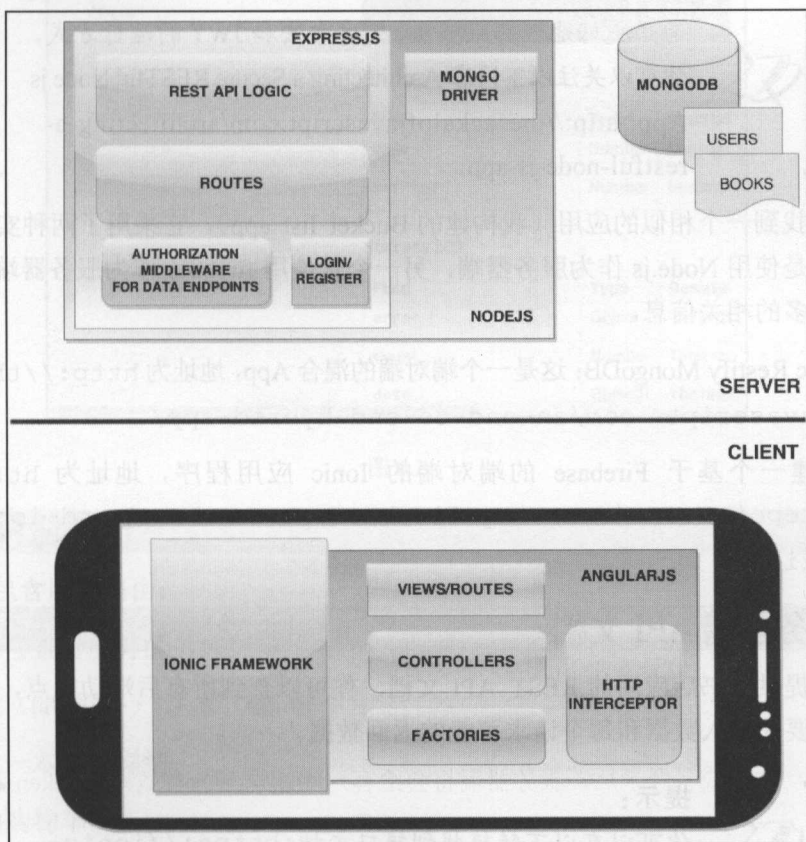 EXPRESSJS
REST API LOGIC
MONGO
DRIVER
MONGODB
USERS
BOOKS
ROUTES
AUTHORIZATION
MIDDLEWARE
FOR DATA ENDPOINTS
LOGIN/
REGISTER
NODEJS
SERVER
CLIENT
IONIC FRAMEWORK
VIEWS/ROUTES
ANGULARJS
CONTROLLERS
HTTP
INTERCEPTOR
FACTORIES